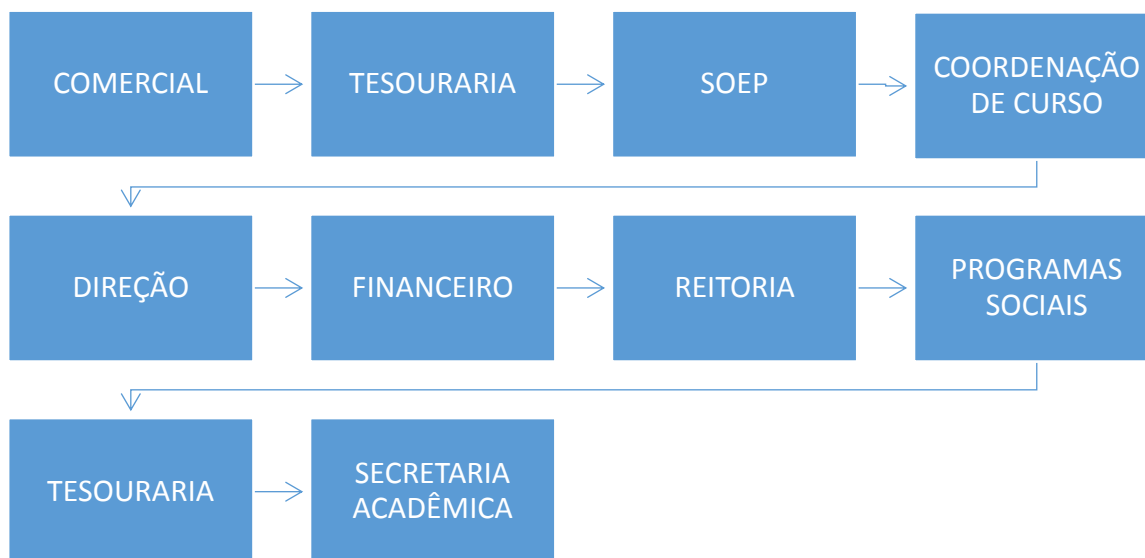 COMERCIAL
TESOURARIA
SOEP
COORDENAÇÃO
DE CURSO
DIREÇÃO
FINANCEIRO
REITORIA
PROGRAMAS
SOCIAIS
TESOURARIA
SECRETARIA
ACADÊMICA